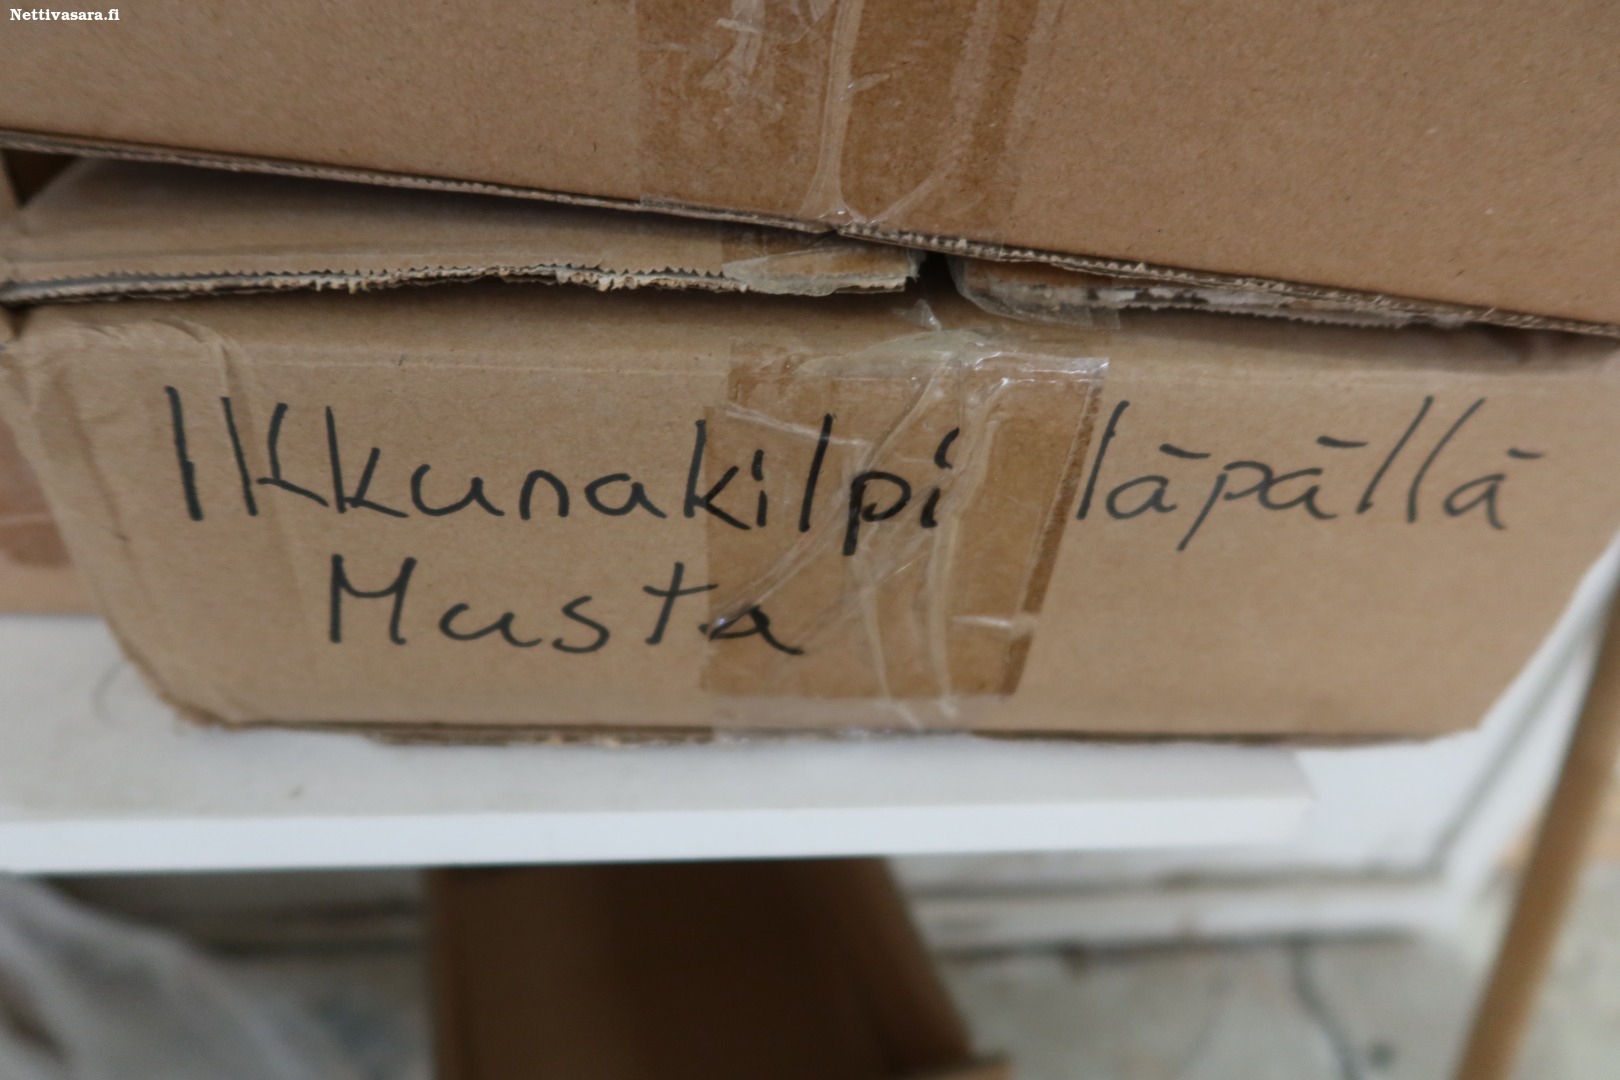 Nettivasara.fi
Ikkunakilpi läpällä
Musta